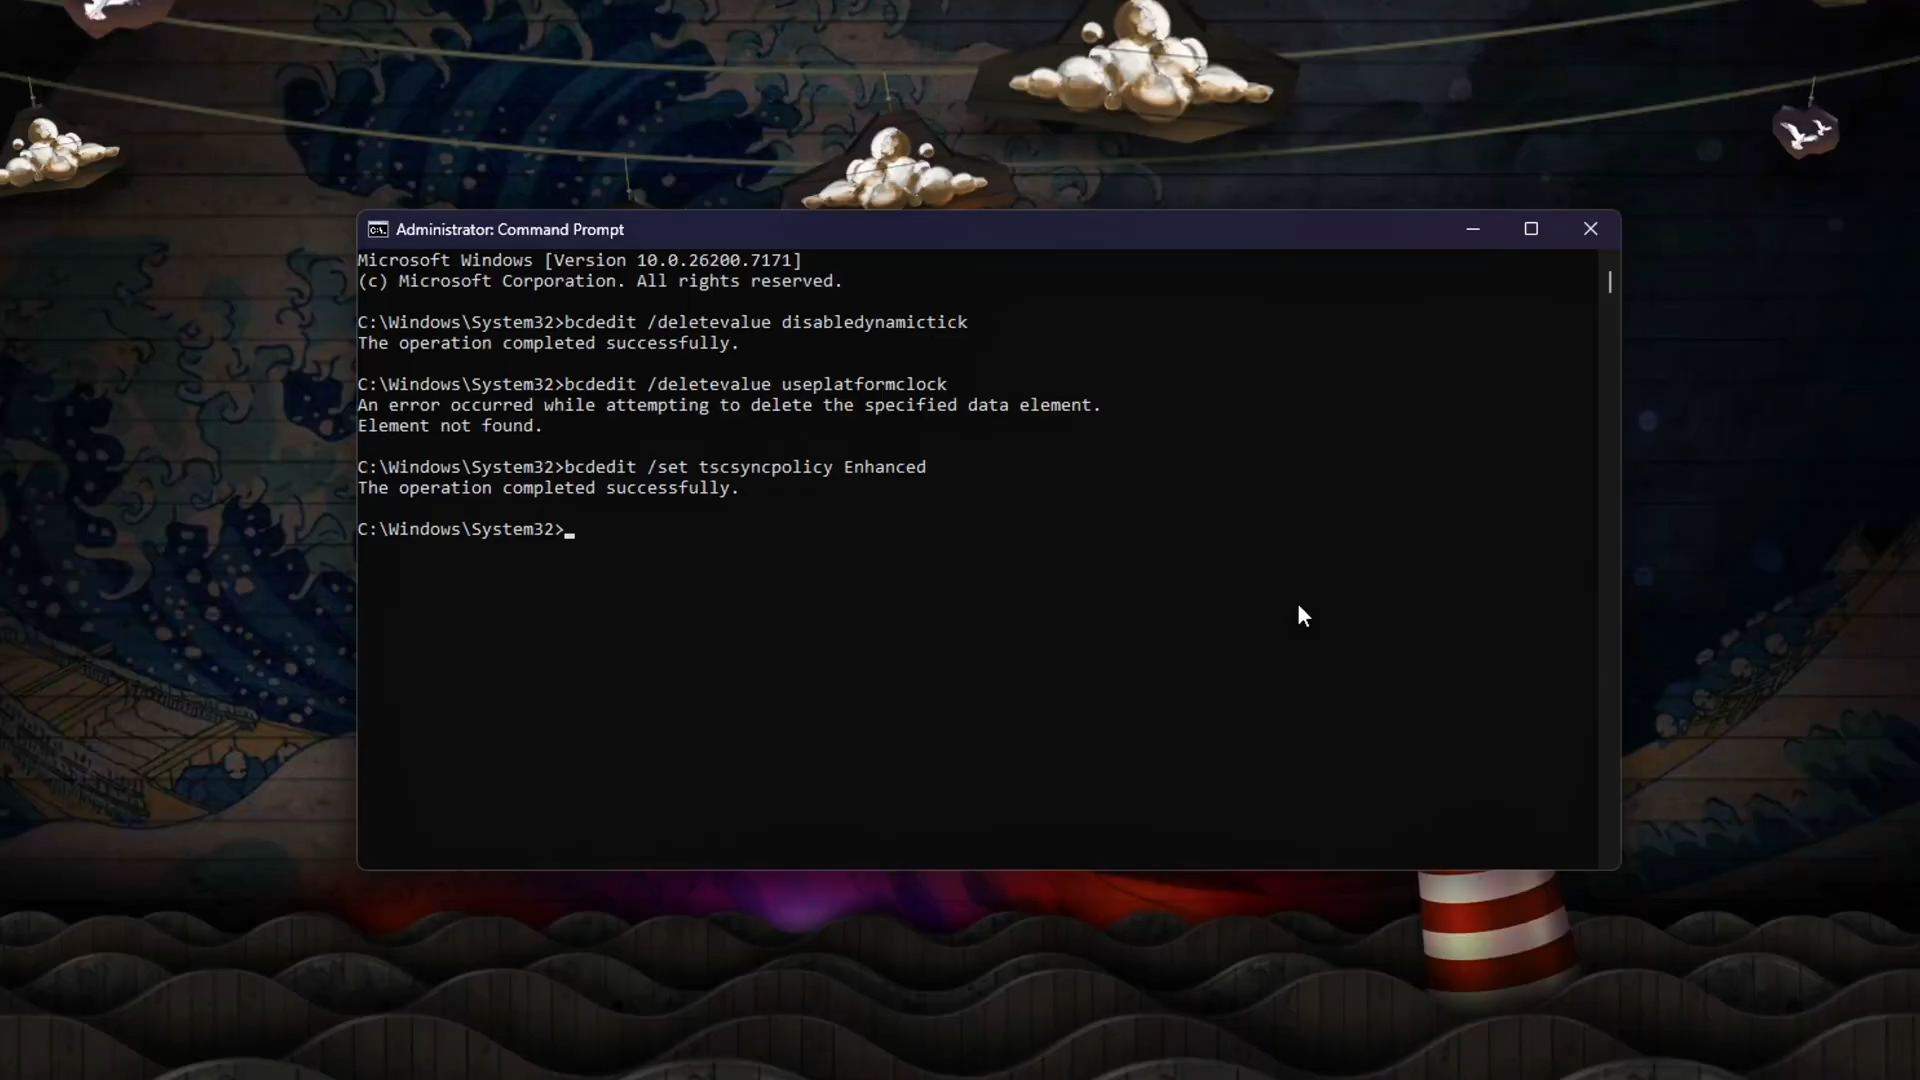 Administrator: Command Prompt
Microsoft Windows [Version 10.0.26200.7171]
(c) Microsoft Corporation. All rights reserved.
C:\Windows\System32>bcdedit /deletevalue disabledynamictick
The operation completed successfully.
C:\Windows\System32>bcdedit /deletevalue useplatformclock
An error occurred while attempting to delete the specified data element.
Element not found.
C:\Windows\System32>bcdedit /set tscsyncpolicy Enhanced
The operation completed successfully.
C:\Windows\System32>